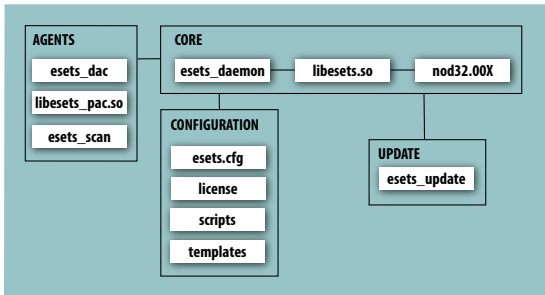 AGENTS
esets_dac
libesets_pac.so
esets_scan
CORE
esets_daemon
libesets.so
nod32.00X
CONFIGURATION
esets.cfg
license
scripts
templates
UPDATE
esets_update